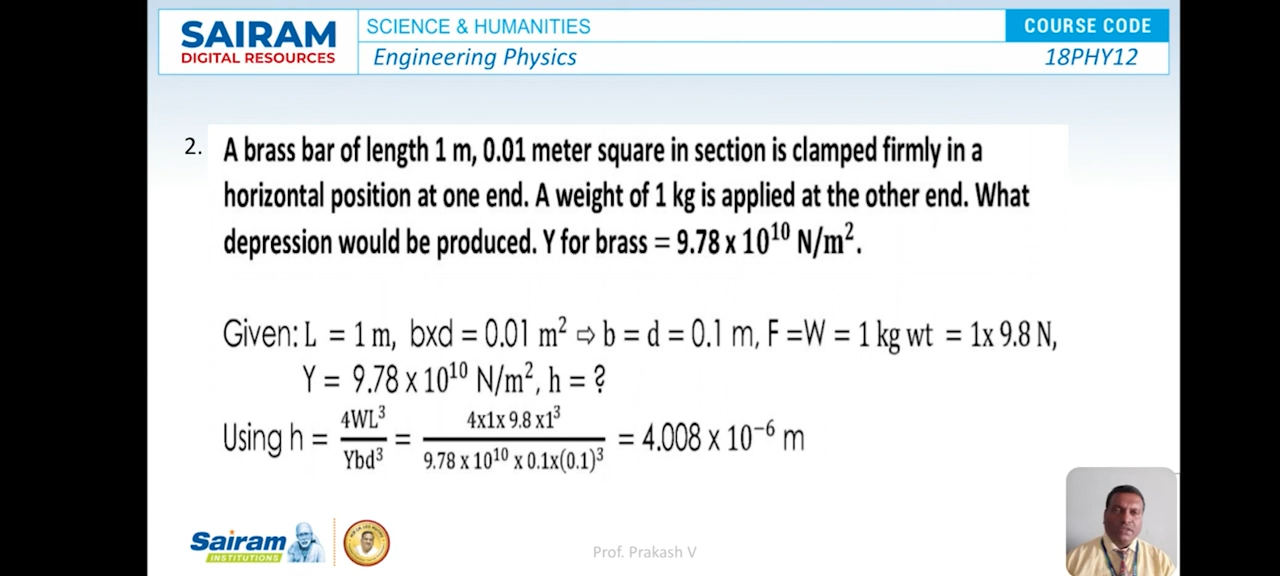 SAIRAM
DIGITAL RESOURCES
SCIENCE & HUMANITIES
COURSE CODE
Engineering Physics
18PHY12
2. A brass bar of length 1 m, 0.01 meter square in section is clamped firmly in a
horizontal position at one end. A weight of 1 kg is applied at the other end. What
depression would be produced. Y for brass = 9.78 x 10¹⁰ N/m².
Given: L = 1 m, bxd = 0.01 m² ⇨ b = d = 0.1 m, F =W = 1 kg wt = 1x 9.8 N,
Y = 9.78 x 10¹⁰ N/m², h = ?
Using h = 4WL³/Ybd³ = 4x1x 9.8 x1³/9.78 x 10¹⁰ x 0.1x(0.1)³ = 4.008 x 10⁻⁶ m
Sairam
INSTITUTIONS
Prof. Prakash V